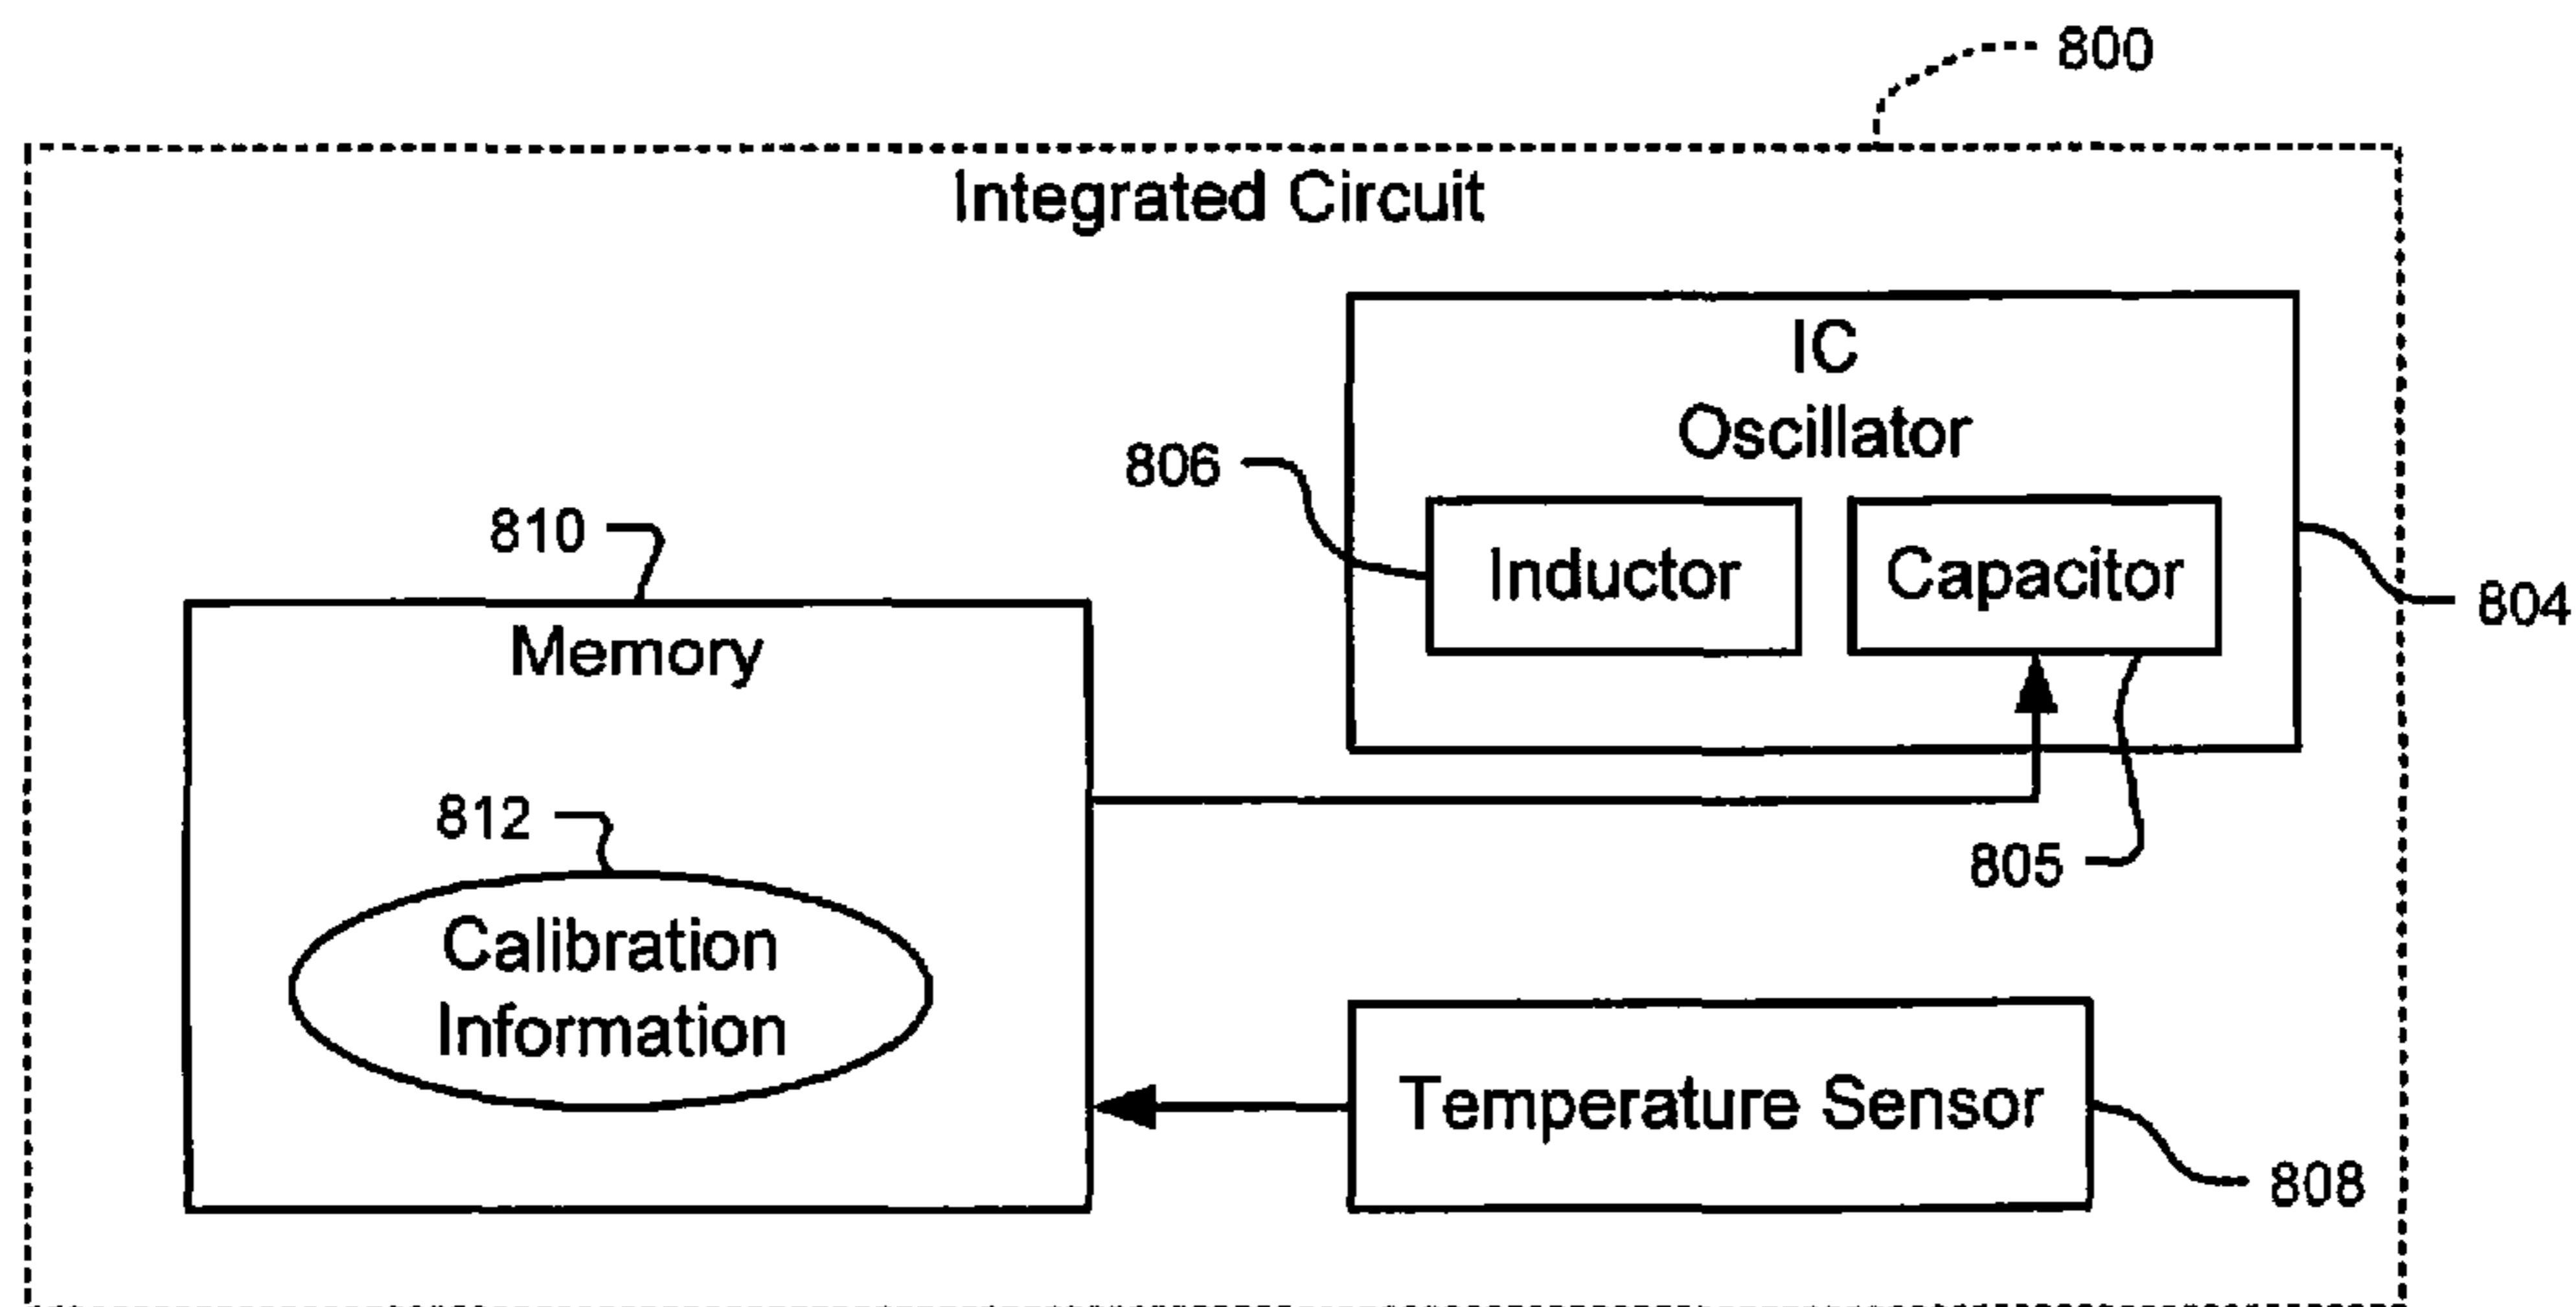 800
Integrated Circuit
IC
Oscillator
806
Inductor
Capacitor
804
810
Memory
805
812
Calibration
Information
Temperature Sensor
808